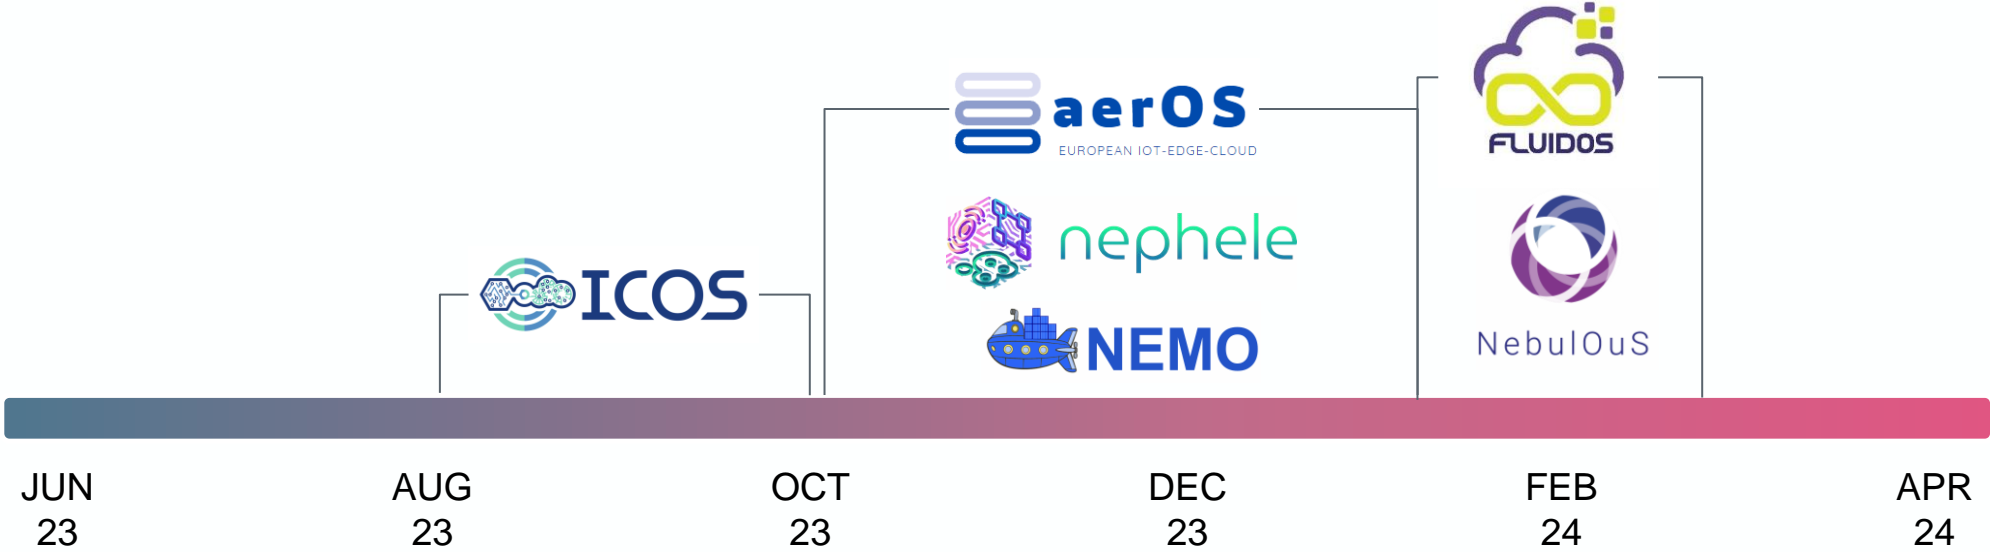 aerOS
EUROPEAN IOT-EDGE-CLOUD
FLUIDOS
nephele
ICOS
NEMO
NebulOuS
JUN AUG OCT DEC FEB APR
23 23 23 23 24 24